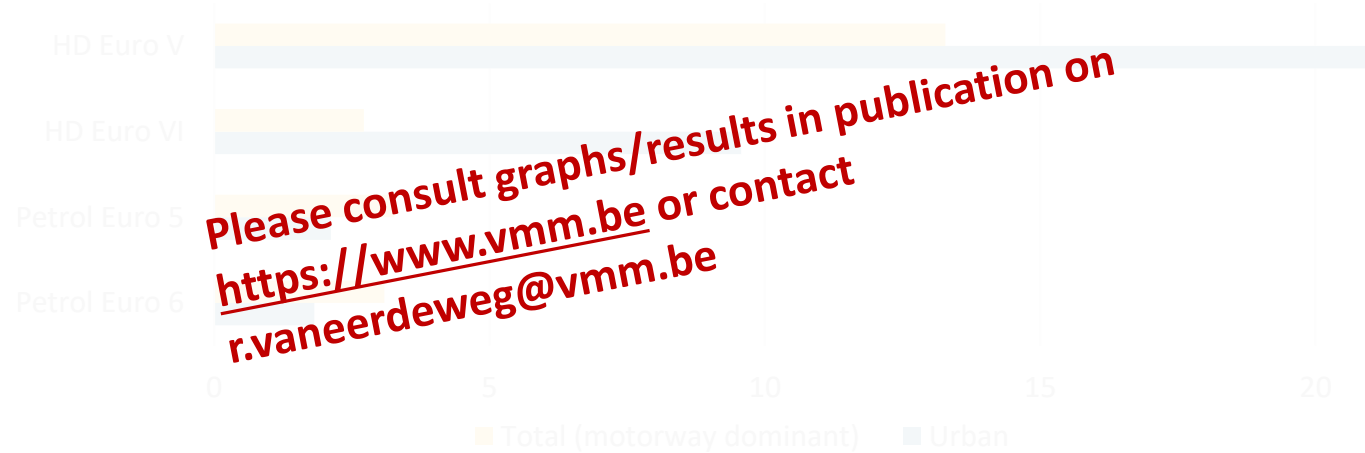 HD Euro V
HD Euro VI
Petrol Euro 5
Petrol Euro 6
Please consult graphs/results in publication on
https://www.vmm.be or contact
r.vaneerdeweg@vmm.be
0 5 10 15 20
Total (motorway dominant) Urban